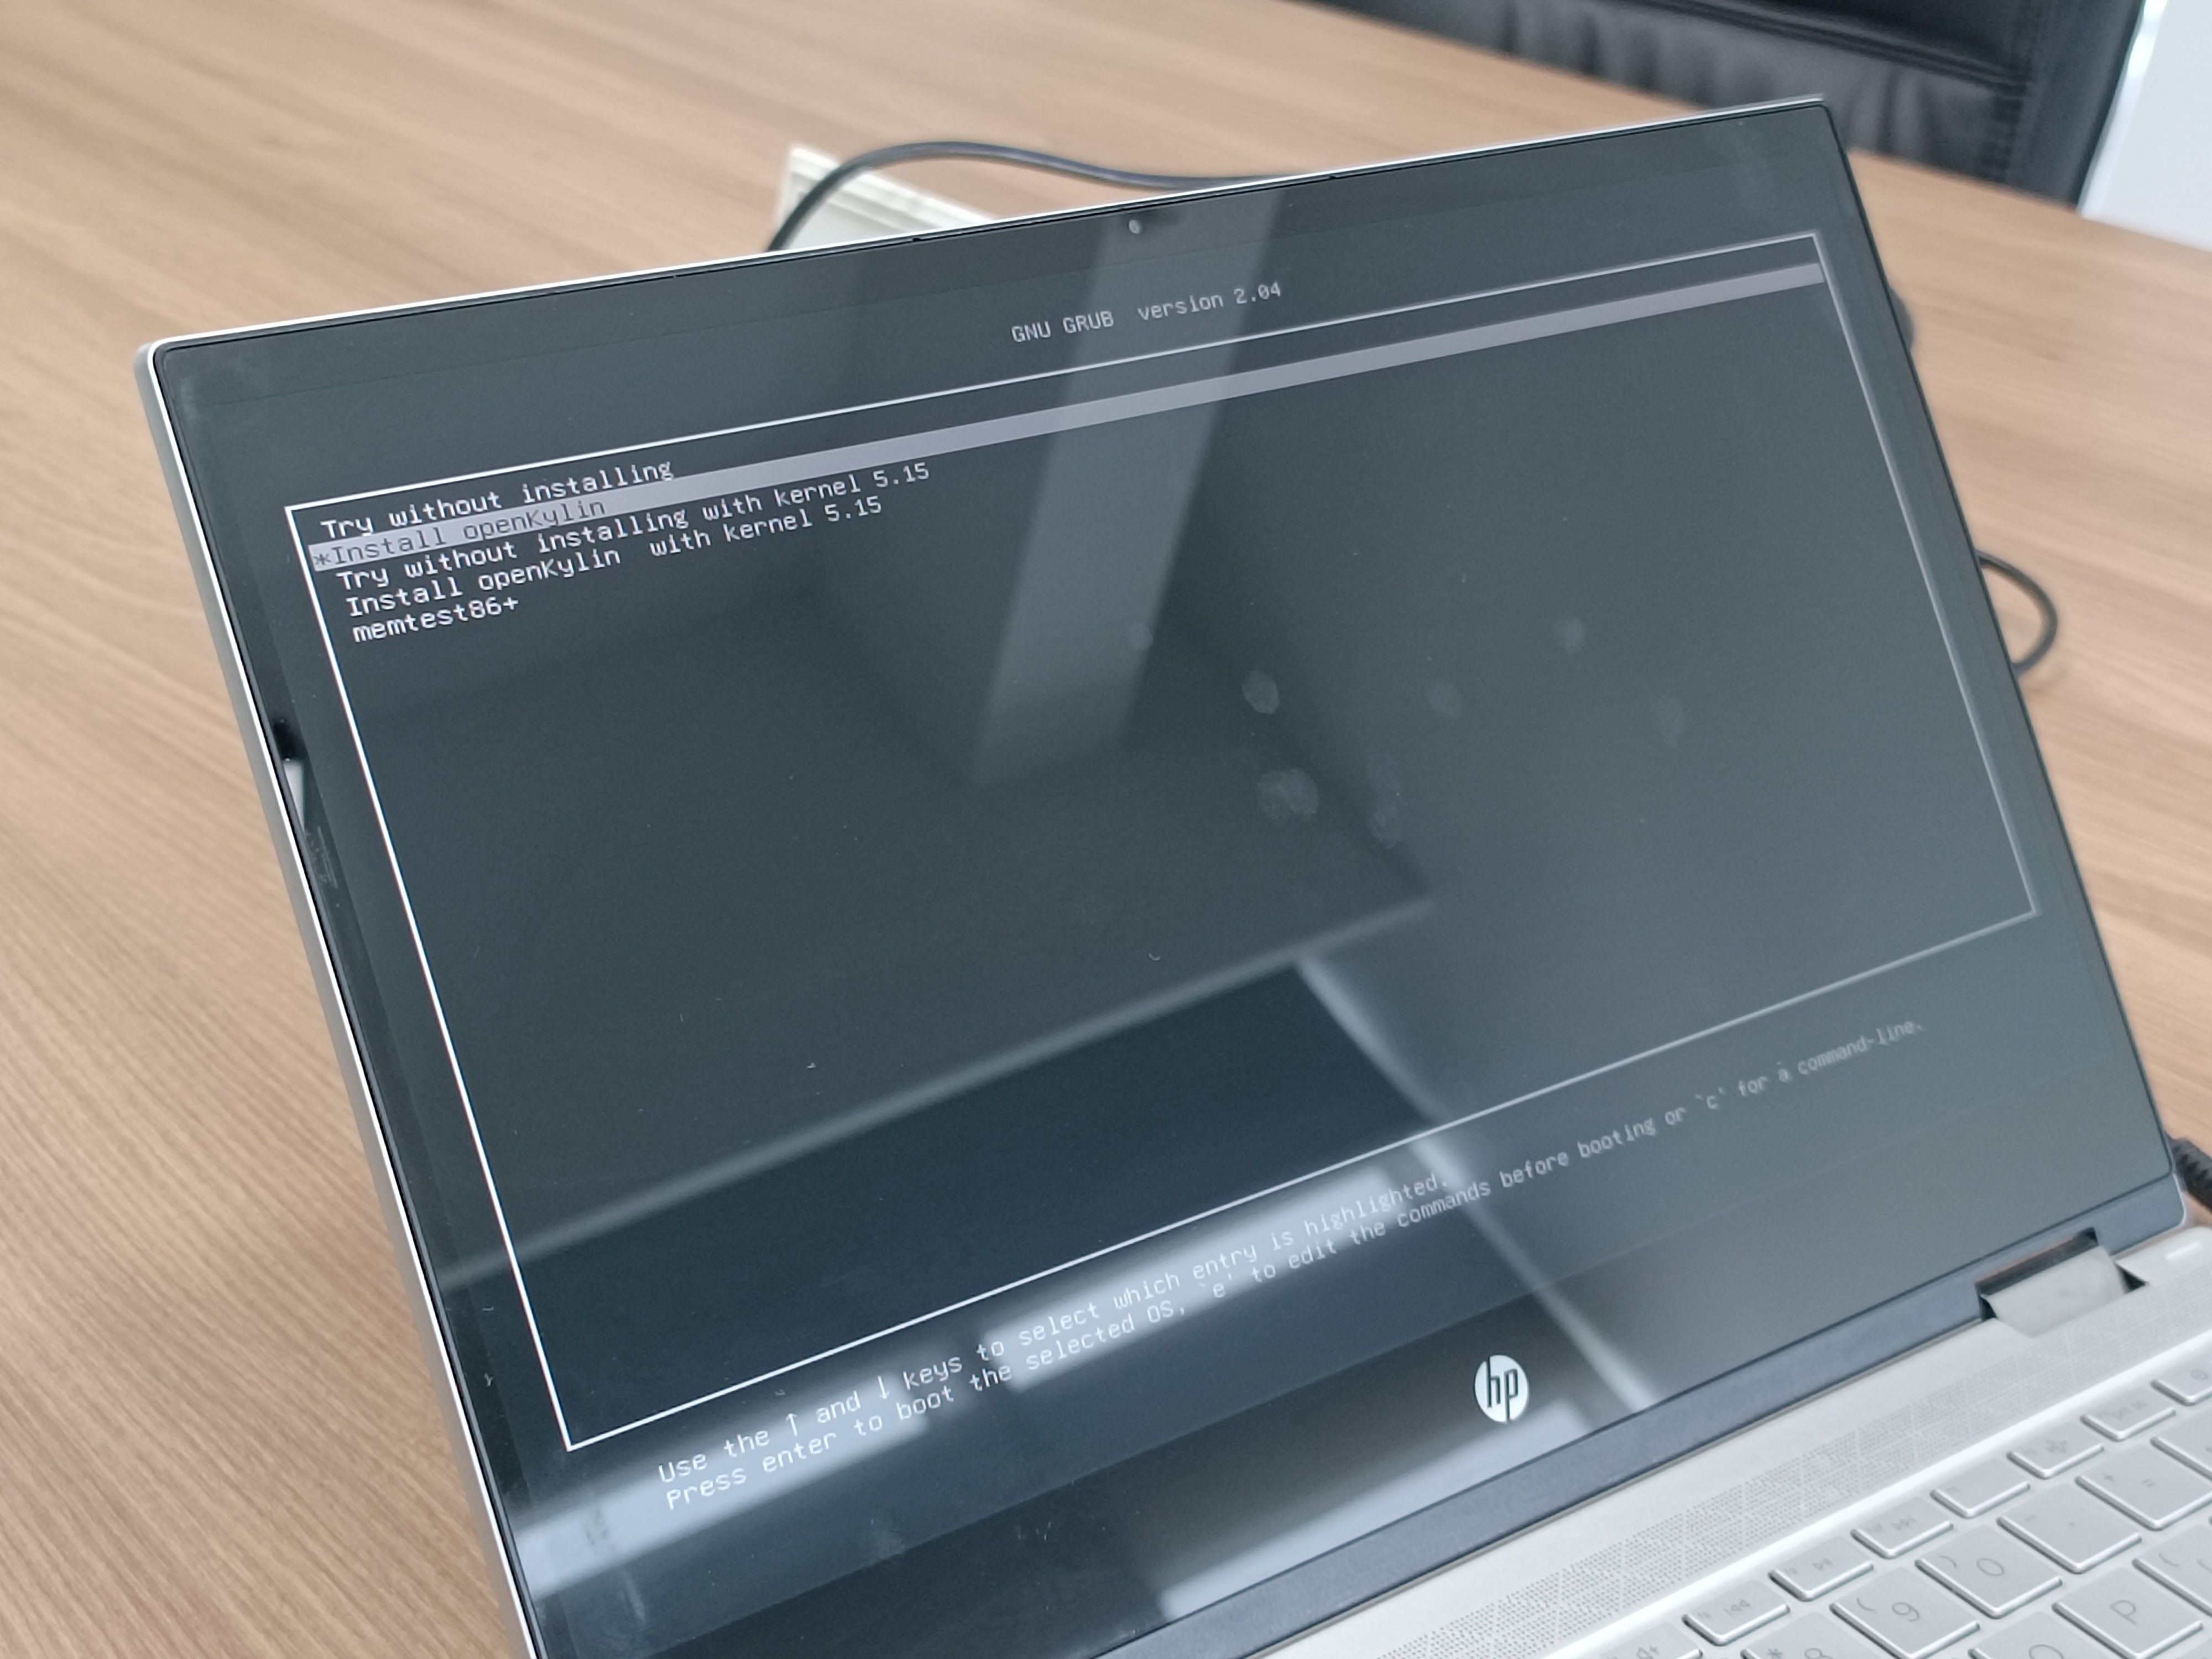 GNU GRUB  version 2.04
Try without installing
*Install openKylin
Try without installing with kernel 5.15
Install openKylin  with kernel 5.15
memtest86+
Use the ↑ and ↓ keys to select which entry is highlighted.
Press enter to boot the selected OS, `e' to edit the commands before booting or `c' for a command-line.
hp
9
0
P